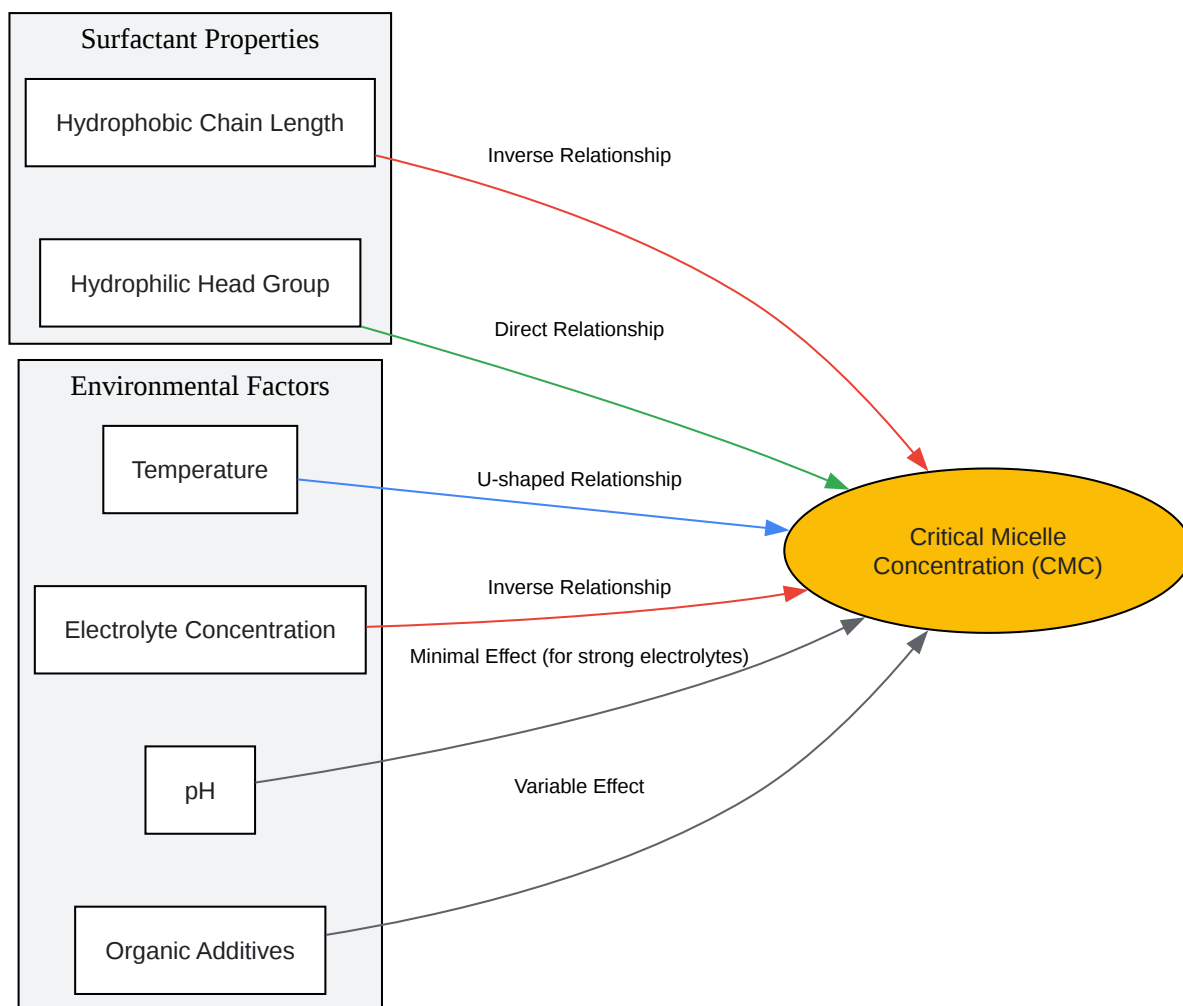 Surfactant Properties
Hydrophobic Chain Length
Inverse Relationship
Hydrophilic Head Group
Direct Relationship
Environmental Factors
Temperature
U-shaped Relationship
Critical Micelle
Concentration (CMC)
Inverse Relationship
Electrolyte Concentration
Minimal Effect (for strong electrolytes)
pH
Variable Effect
Organic Additives